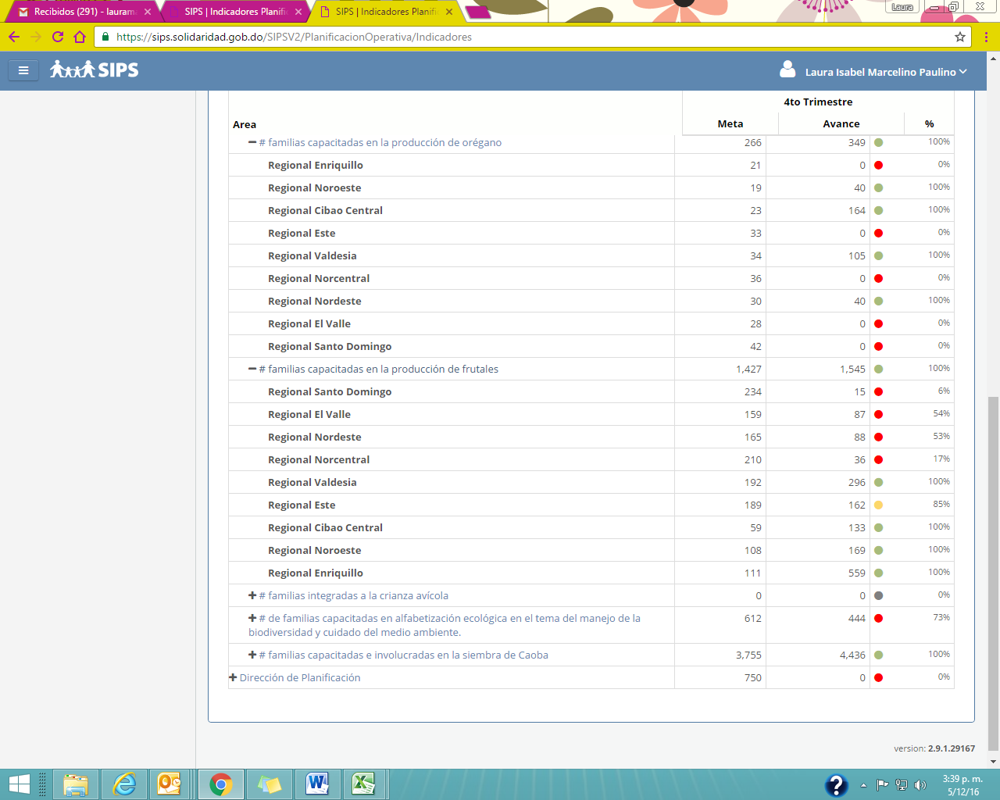 Recibidos (291) - laurama
SIPS | Indicadores Planifi
SIPS | Indicadores Planifi
Laura
https://sips.solidaridad.gob.do/SIPSV2/PlanificacionOperativa/Indicadores
SIPS
Laura Isabel Marcelino Paulino
4to Trimestre
Area Meta Avance %
# familias capacitadas en la producción de orégano 266 349 100%
Regional Enriquillo 21 0 0%
Regional Noroeste 19 40 100%
Regional Cibao Central 23 164 100%
Regional Este 33 0 0%
Regional Valdesia 34 105 100%
Regional Norcentral 36 0 0%
Regional Nordeste 30 40 100%
Regional El Valle 28 0 0%
Regional Santo Domingo 42 0 0%
# familias capacitadas en la producción de frutales 1,427 1,545 100%
Regional Santo Domingo 234 15 6%
Regional El Valle 159 87 54%
Regional Nordeste 165 88 53%
Regional Norcentral 210 36 17%
Regional Valdesia 192 296 100%
Regional Este 189 162 85%
Regional Cibao Central 59 133 100%
Regional Noroeste 108 169 100%
Regional Enriquillo 111 559 100%
# familias integradas a la crianza avícola 0 0 0%
# de familias capacitadas en alfabetización ecológica en el tema del manejo de la 612 444 73%
biodiversidad y cuidado del medio ambiente.
# familias capacitadas e involucradas en la siembra de Caoba 3,755 4,436 100%
Dirección de Planificación 750 0 0%
version: 2.9.1.29167
3:39 p. m.
5/12/16